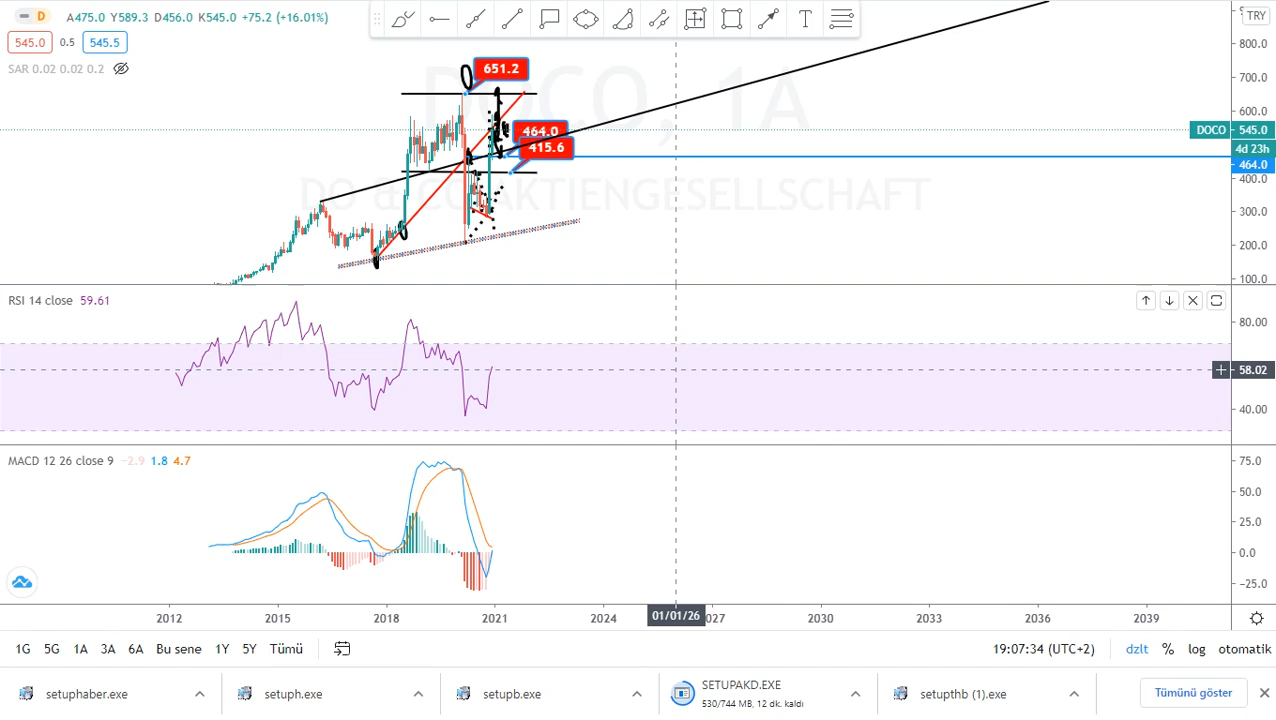 D A475.0 Y589.3 D456.0 K545.0 +75.2 (+16.01%)
545.0 0.5 545.5
SAR 0.02 0.02 0.2
DOCO, 1A
DO & CO AKTIENGESELLSCHAFT
651.2
464.0
415.6
TRY
800.0
700.0
600.0
DOCO 545.0
4d 23h
464.0
400.0
300.0
200.0
100.0
RSI 14 close 59.61
80.00
58.02
40.00
MACD 12 26 close 9 −2.9 1.8 4.7
75.0
50.0
25.0
0.0
−25.0
2012 2015 2018 2021 2024 01/01/26 027 2030 2033 2036 2039
1G 5G 1A 3A 6A Bu sene 1Y 5Y Tümü 19:07:34 (UTC+2) dzlt % log otomatik
setuphaber.exe setuph.exe setupb.exe SETUPAKD.EXE setupthb (1).exe Tümünü göster
530/744 MB, 12 dk. kaldı